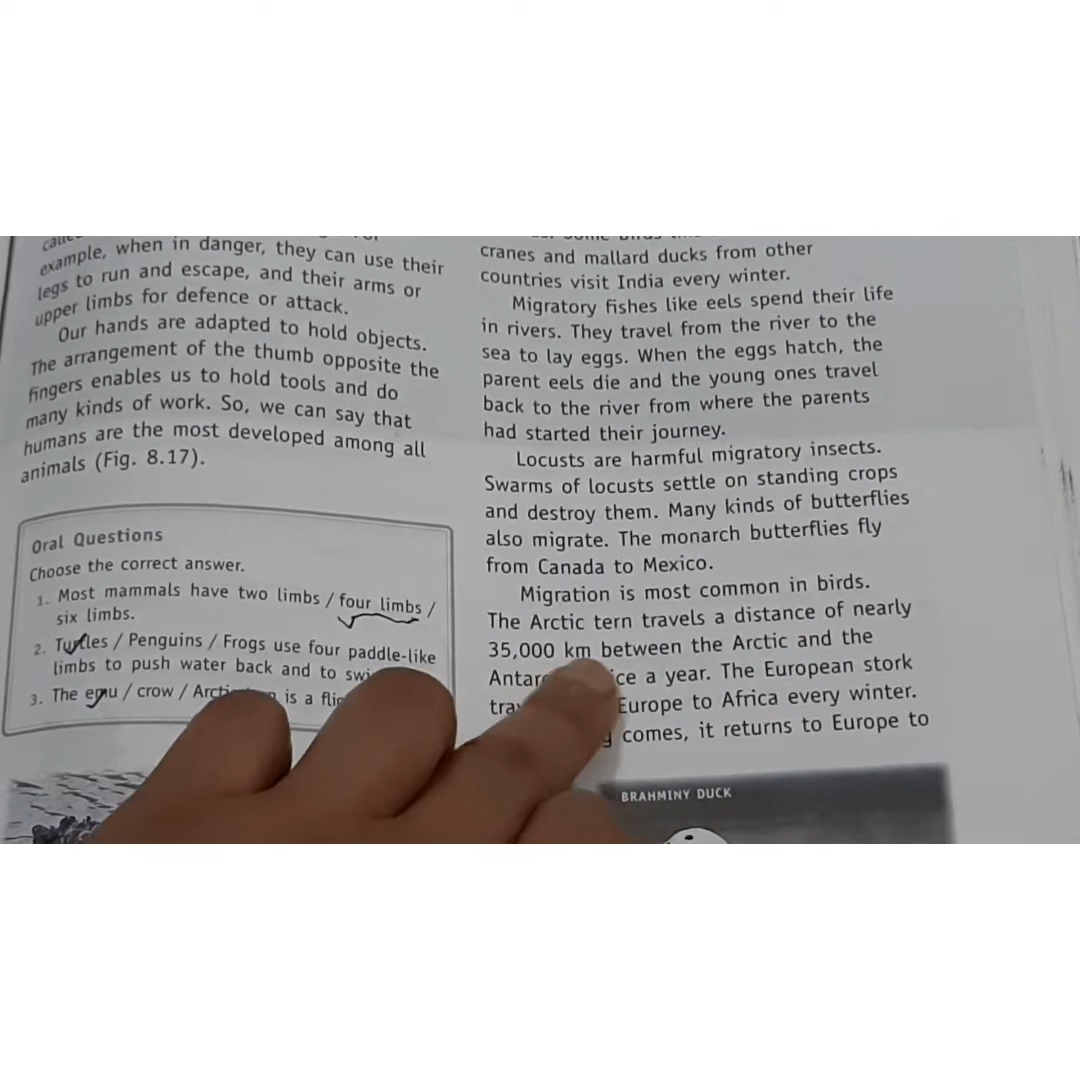 example, when in danger, they can use their
legs to run and escape, and their arms or
upper limbs for defence or attack.
Our hands are adapted to hold objects.
The arrangement of the thumb opposite the
fingers enables us to hold tools and do
many kinds of work. So, we can say that
humans are the most developed among all
animals (Fig. 8.17).
Oral Questions
Choose the correct answer.
1. Most mammals have two limbs / four limbs /
six limbs.
2. Turtles / Penguins / Frogs use four paddle-like
limbs to push water back and to
3. The emu / crow / is a
cranes and mallard ducks from other
countries visit India every winter.
Migratory fishes like eels spend their life
in rivers. They travel from the river to the
sea to lay eggs. When the eggs hatch, the
parent eels die and the young ones travel
back to the river from where the parents
had started their journey.
Locusts are harmful migratory insects.
Swarms of locusts settle on standing crops
and destroy them. Many kinds of butterflies
also migrate. The monarch butterflies fly
from Canada to Mexico.
Migration is most common in birds.
The Arctic tern travels a distance of nearly
35,000 km between the Arctic and the
a year. The European stork
Europe to Africa every winter.
comes, it returns to Europe to
BRAHMINY DUCK